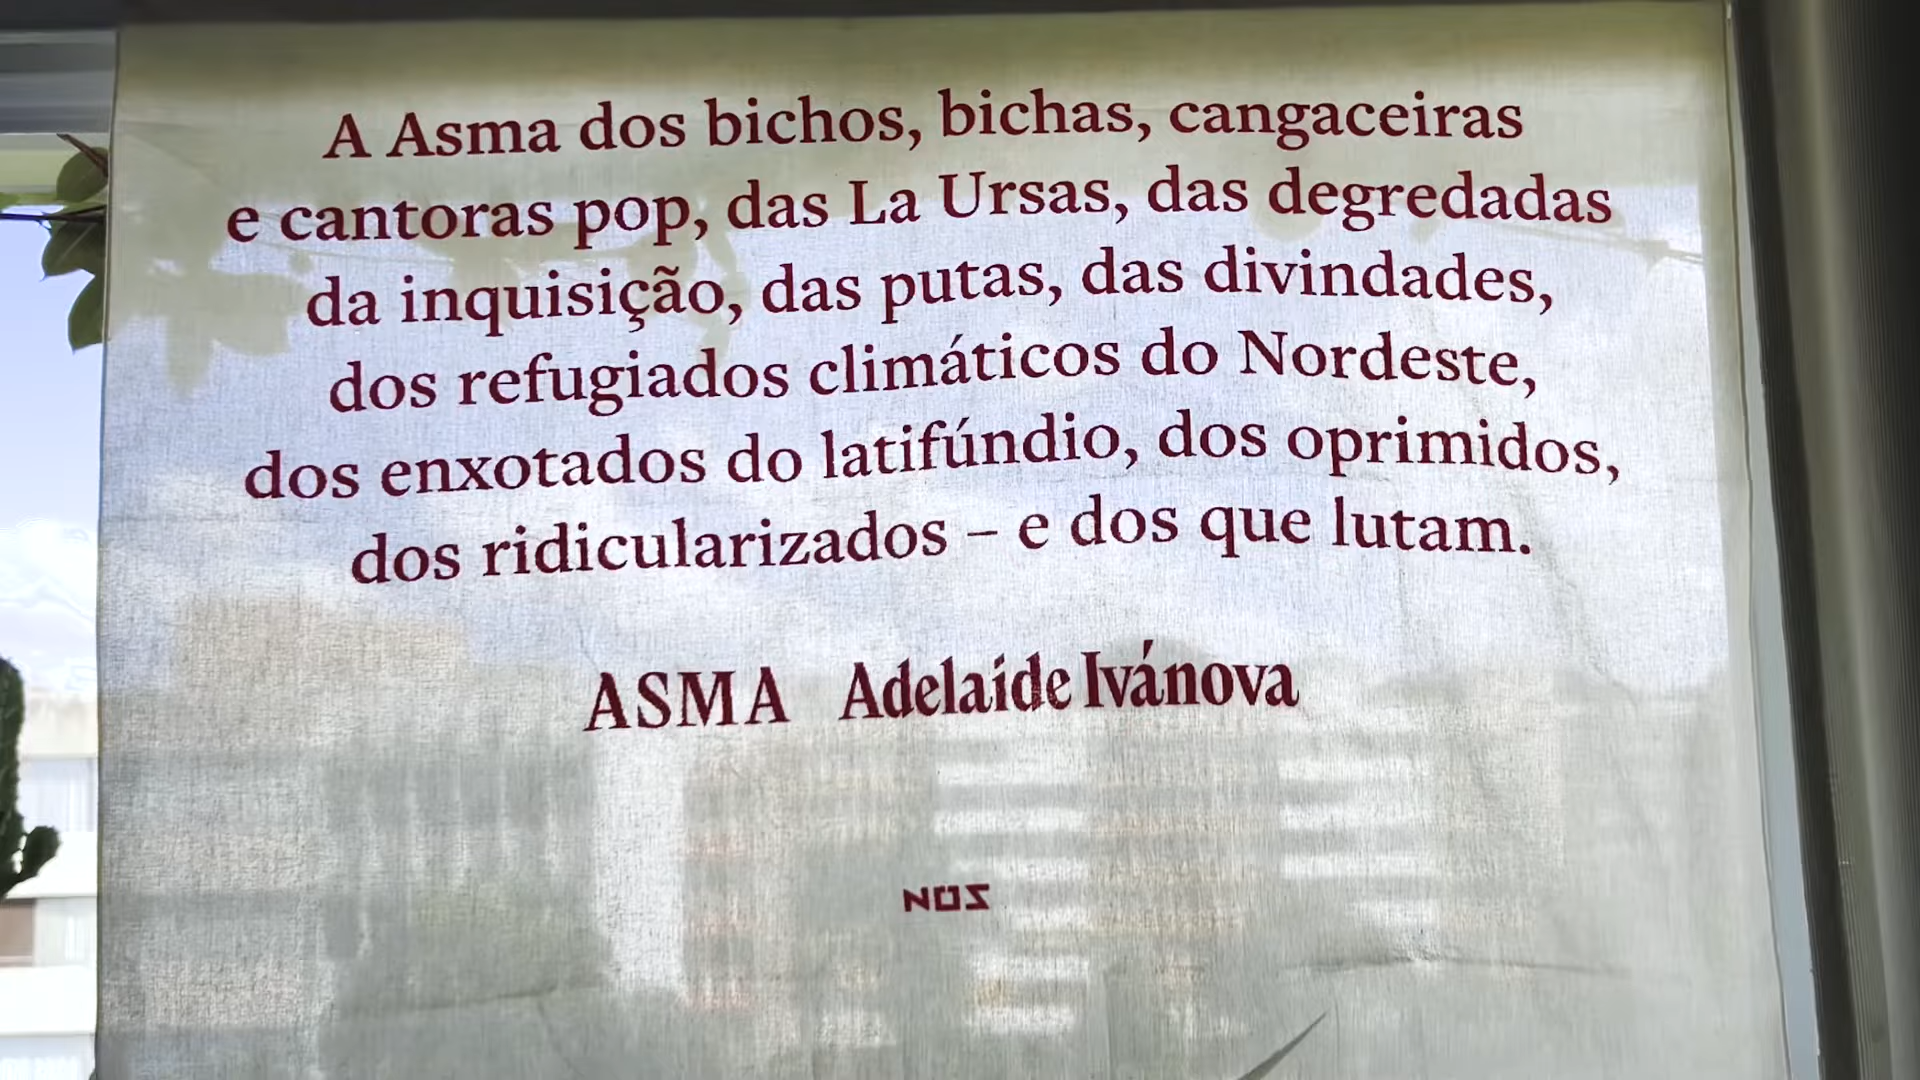 A Asma dos bichos, bichas, cangaceiras
e cantoras pop, das La Ursas, das degredadas
da inquisição, das putas, das divindades,
dos refugiados climáticos do Nordeste,
dos enxotados do latifúndio, dos oprimidos,
dos ridicularizados – e dos que lutam.
ASMA Adelaide Ivánova
NOS